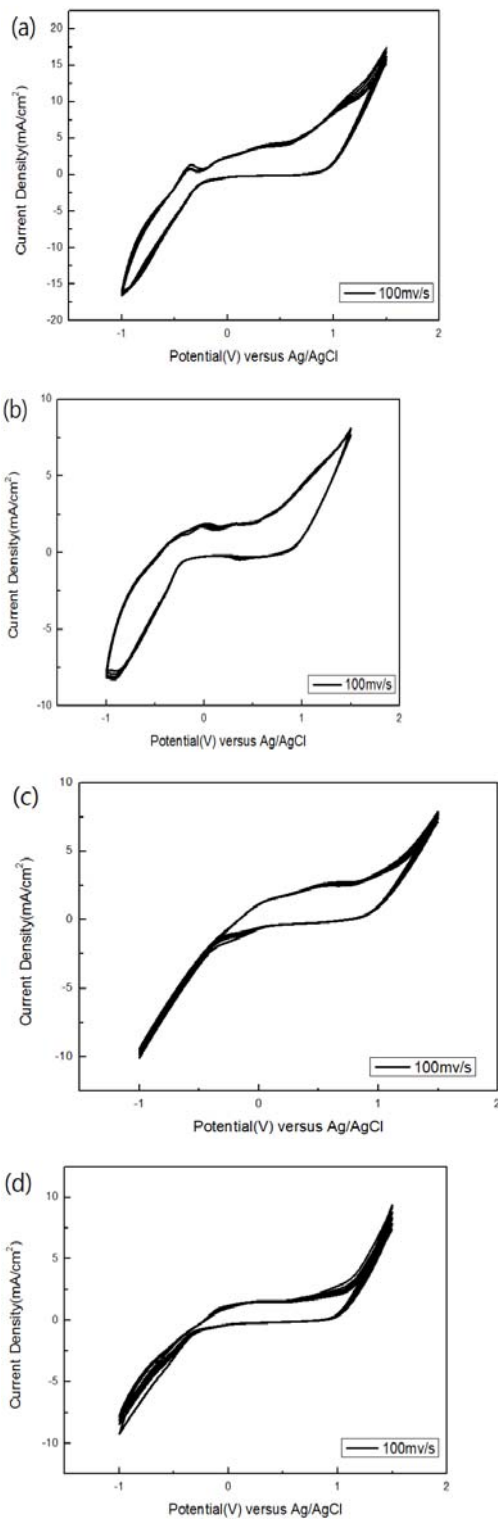 (a)
20
15
10
5
0
-5
-10
-15
-20
-1
0
1
2
Current Density(mA/cm²)
100mv/s
Potential(V) versus Ag/AgCl
(b)
10
5
0
-5
-10
-1
0
1
2
Current Density(mA/cm²)
100mv/s
Potential(V) versus Ag/AgCl
(c)
10
5
0
-5
-10
-1
0
1
2
Current Density(mA/cm²)
100mv/s
Potential(V) versus Ag/AgCl
(d)
10
5
0
-5
-10
-1
0
1
2
Current Density(mA/cm²)
100mv/s
Potential(V) versus Ag/AgCl